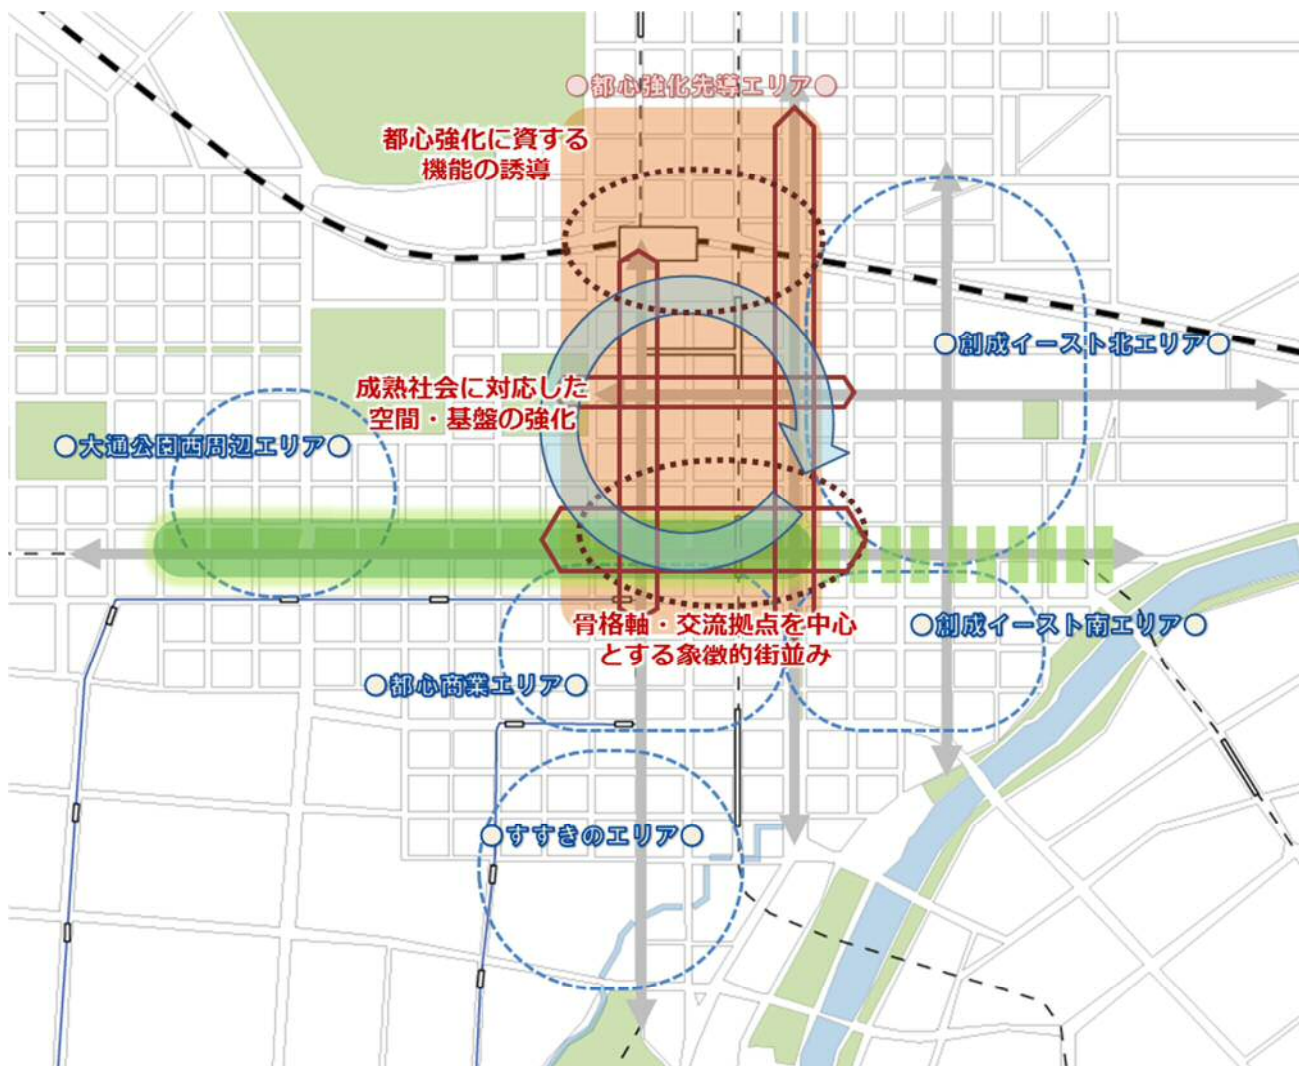 ○都心強化先導エリア○
都心強化に資する
機能の誘導
○創成イースト北エリア○
成熟社会に対応した
空間・基盤の強化
○大通公園西周辺エリア○
骨格軸・交流拠点を中心
とする象徴的街並み
○創成イースト南エリア○
○都心商業エリア○
○すすきのエリア○